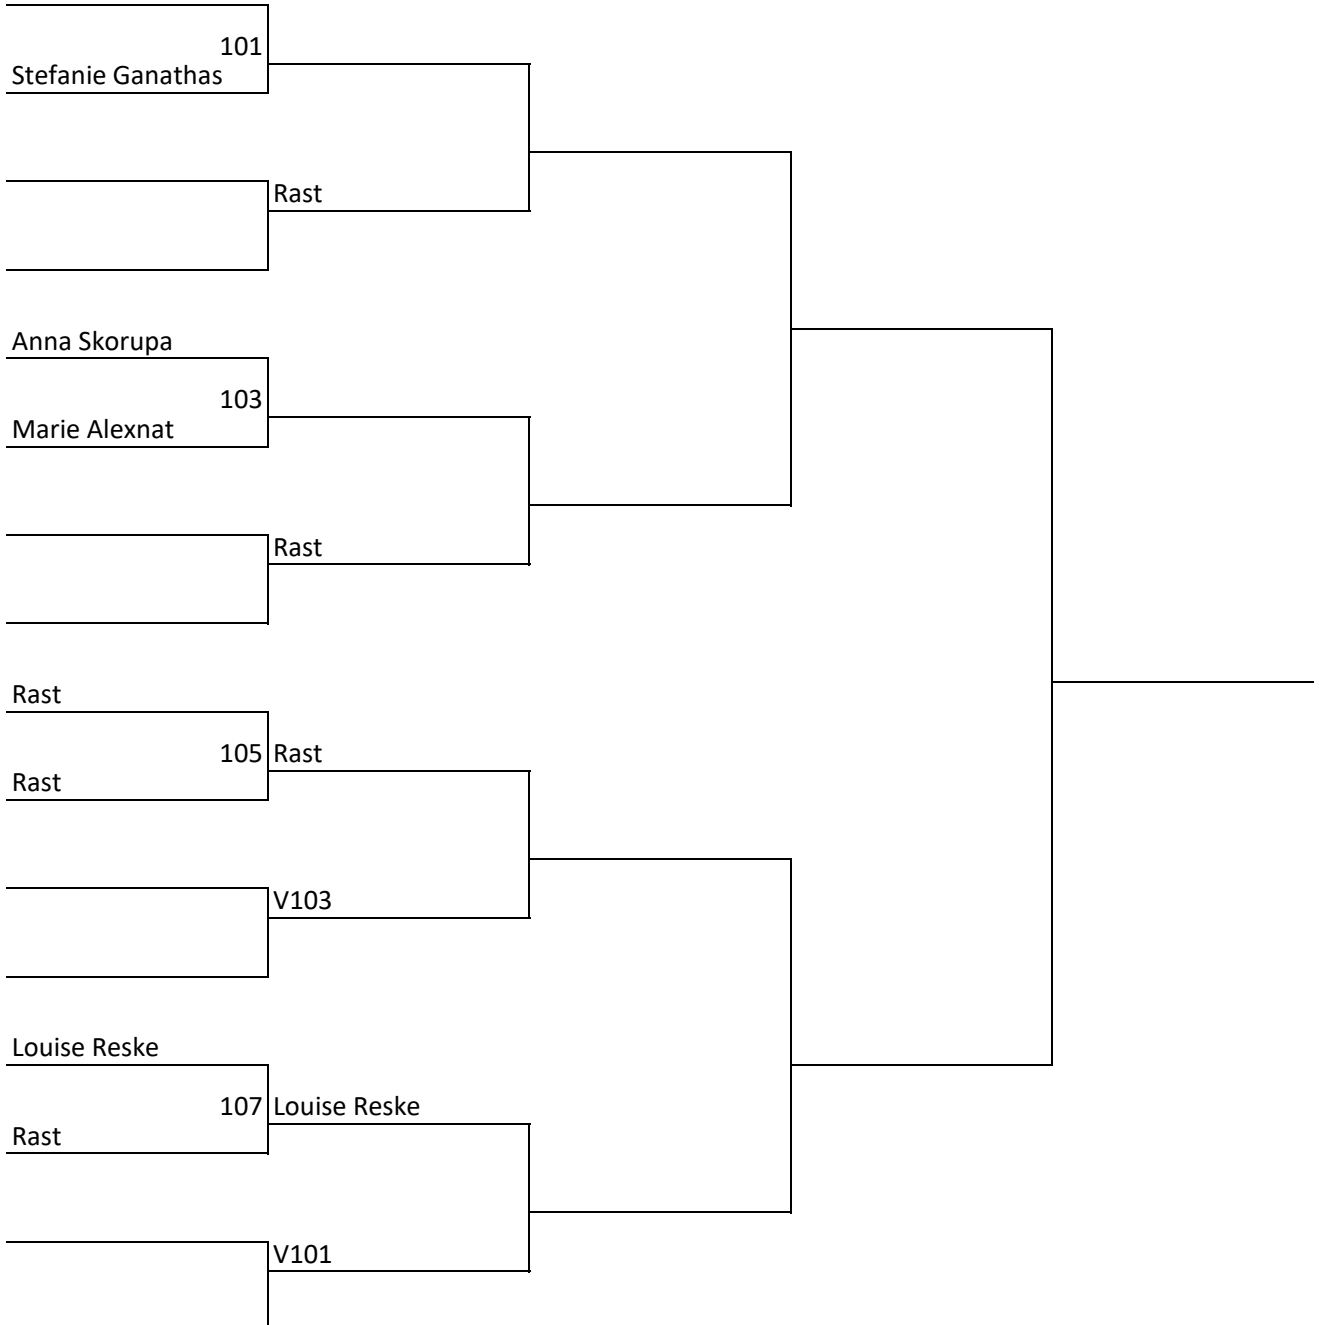 101
Stefanie Ganathas
Rast
Anna Skorupa
103
Marie Alexnat
Rast
Rast
105 Rast
Rast
V103
Louise Reske
107 Louise Reske
Rast
V101